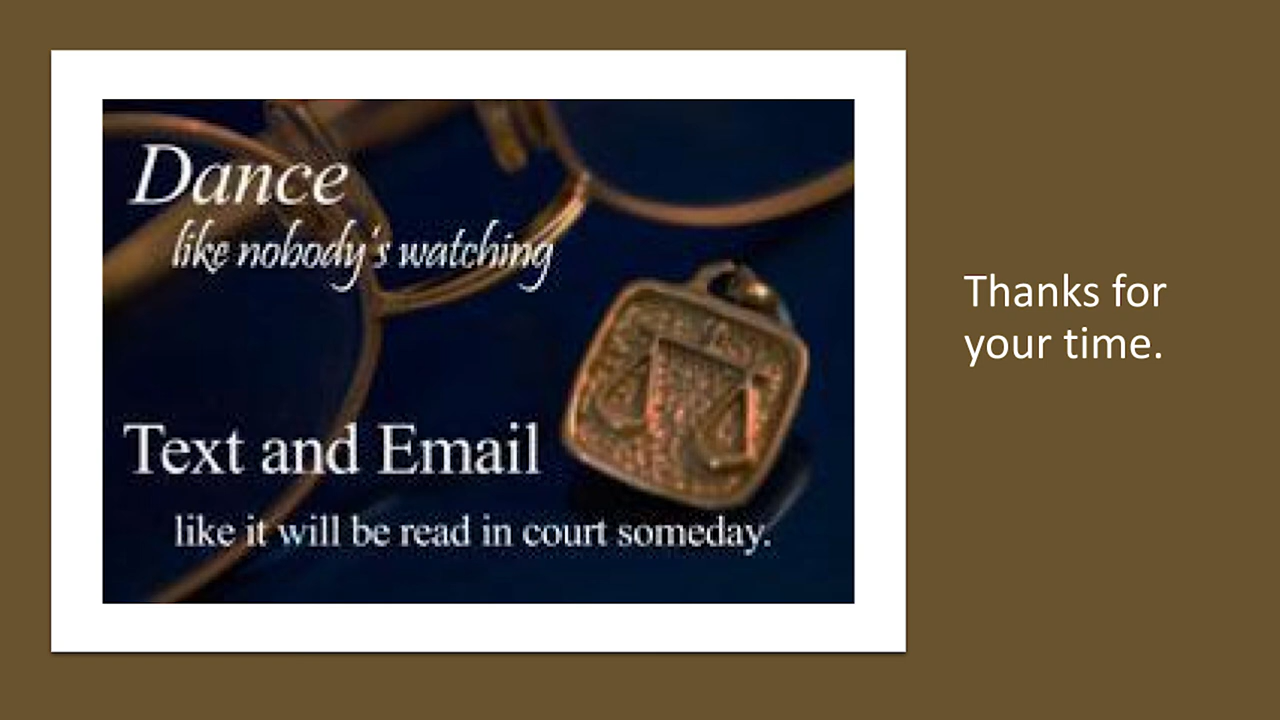 Dance
like nobody's watching
Text and Email
like it will be read in court someday.
Thanks for
your time.